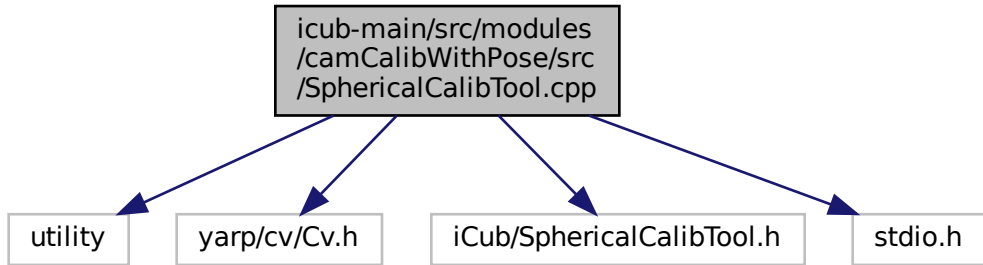 icub-main/src/modules
/camCalibWithPose/src
/SphericalCalibTool.cpp
utility
yarp/cv/Cv.h
iCub/SphericalCalibTool.h
stdio.h